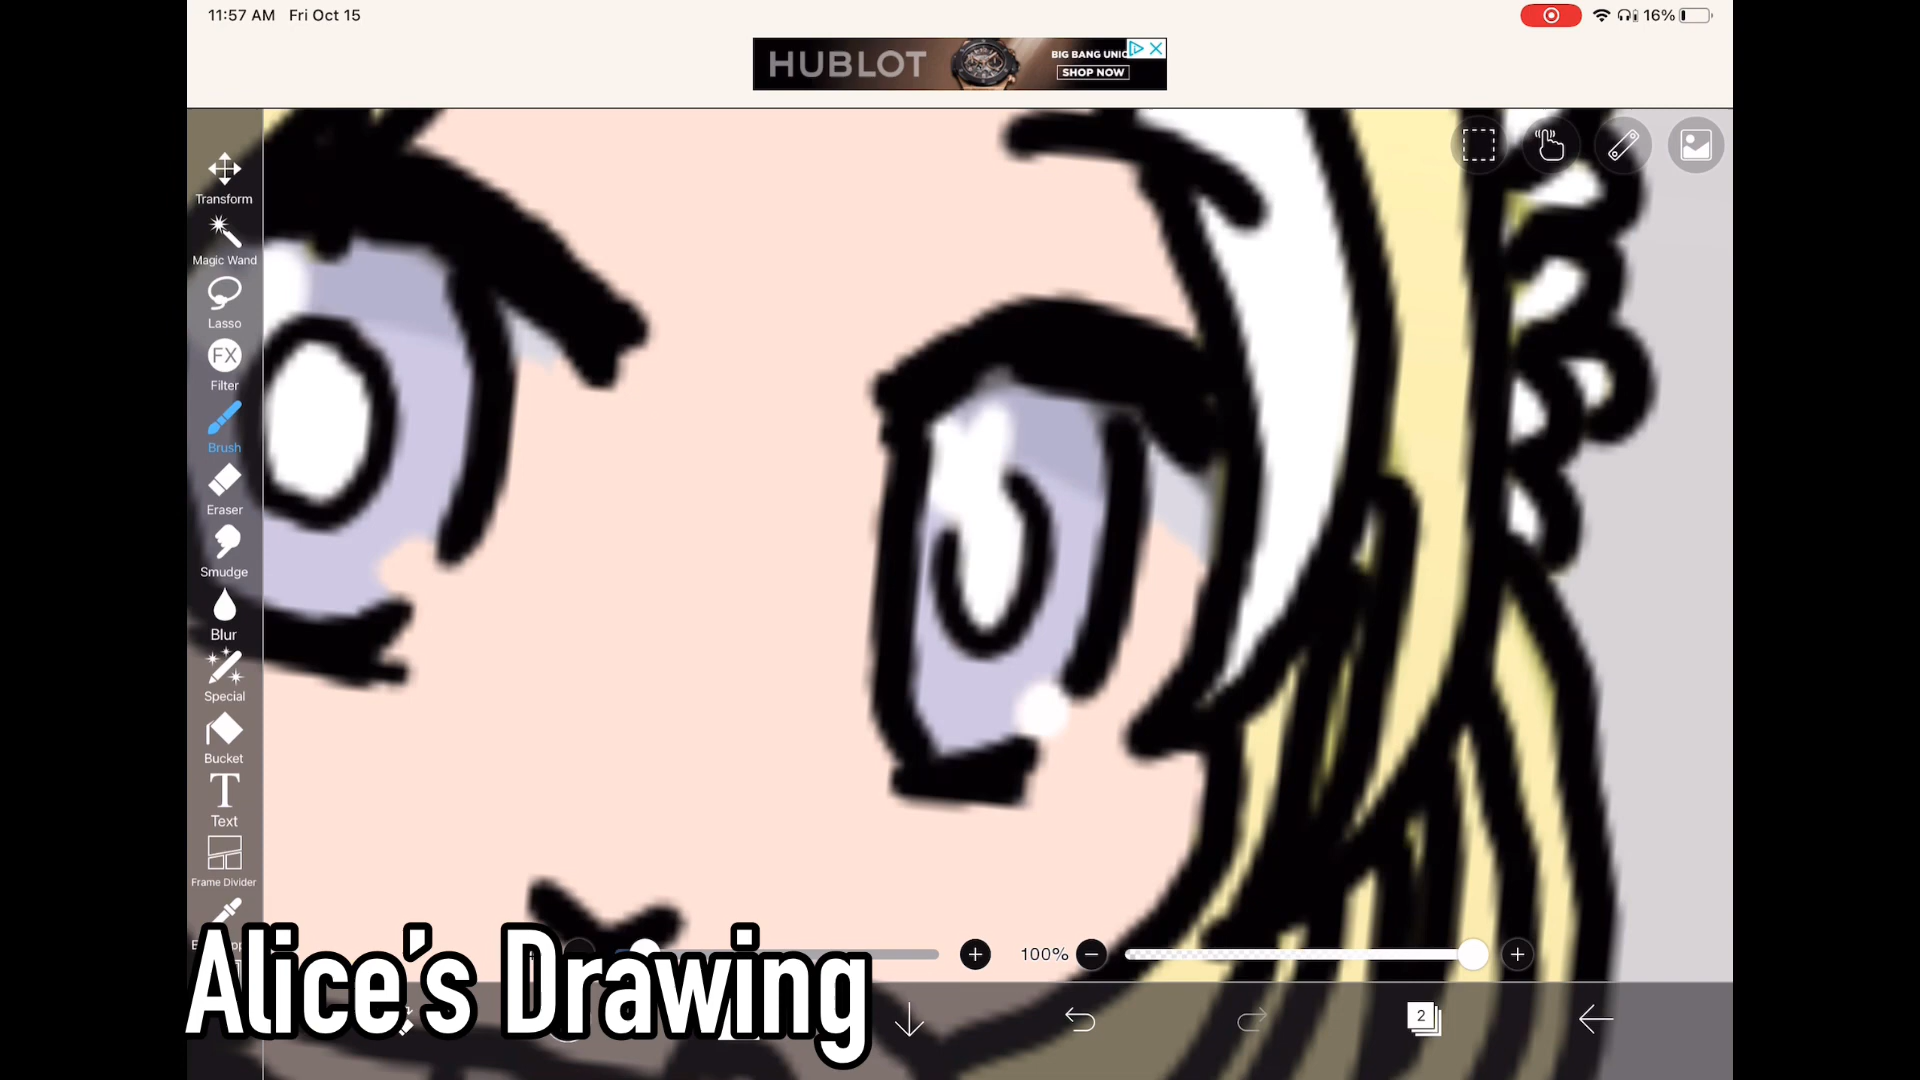 11:57 AM Fri Oct 15
16%
HUBLOT
BIG BANG UNIC
SHOP NOW
Transform
Magic Wand
Lasso
FX
Filter
Brush
Eraser
Smudge
Blur
Special
Bucket
T
Text
Frame Divider
100%
Alice's Drawing
2